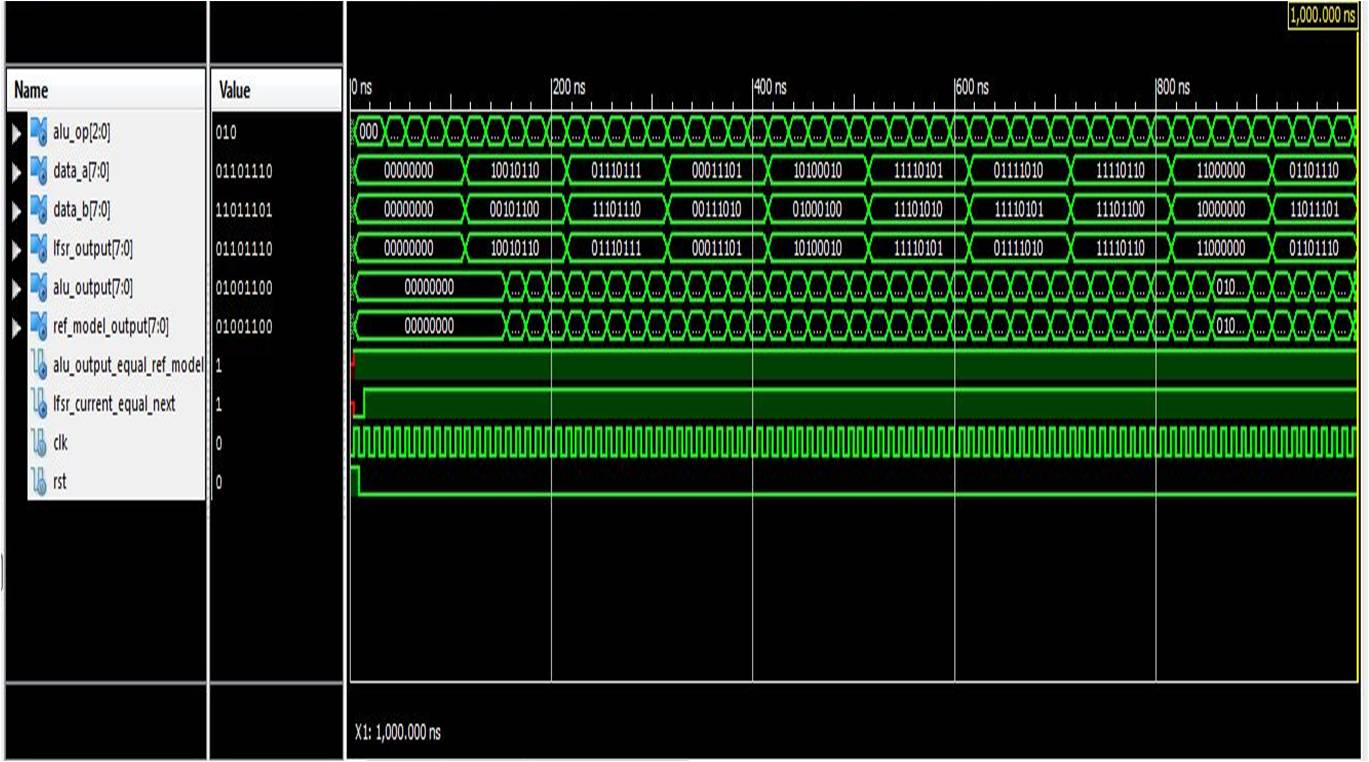 1,000.000 ns
Name Value 0 ns 200 ns 400 ns 600 ns 800 ns
alu_op[2:0] 010 000 ... ... ... ... ... ... ... ... ... ... ... ... ... ... ... ... ... ... ... ... ... ... ... ...
data_a[7:0] 01101110 00000000 10010110 01110111 00011101 10100010 11110101 01111010 11110110 11000000 01101110
data_b[7:0] 11011101 00000000 00101100 11101110 00111010 01000100 11101010 11110101 11101100 10000000 11011101
lfsr_output[7:0] 01101110 00000000 10010110 01110111 00011101 10100010 11110101 01111010 11110110 11000000 01101110
alu_output[7:0] 01001100 00000000 ... ... ... ... ... ... ... ... ... ... ... ... ... ... ... ... ... 010... ... ... ...
ref_model_output[7:0] 01001100 00000000 ... ... ... ... ... ... ... ... ... ... ... ... ... ... ... ... ... 010... ... ... ...
alu_output_equal_ref_model 1
lfsr_current_equal_next 1
clk 0
rst 0
X1: 1,000.000 ns